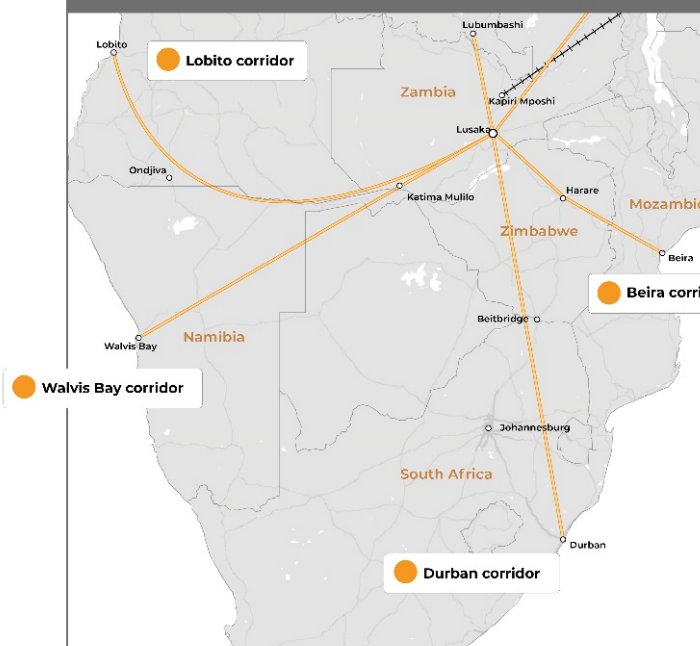 Lubumbashi
Lobito
Lobito corridor
Zambia
Kapiri Mposhi
Lusaka
Ondjiva
Katima Mulilo
Harare
Mozambi
Zimbabwe
Beira
Beira corri
Beitbridge
Namibia
Walvis Bay
Walvis Bay corridor
Johannesburg
South Africa
Durban
Durban corridor